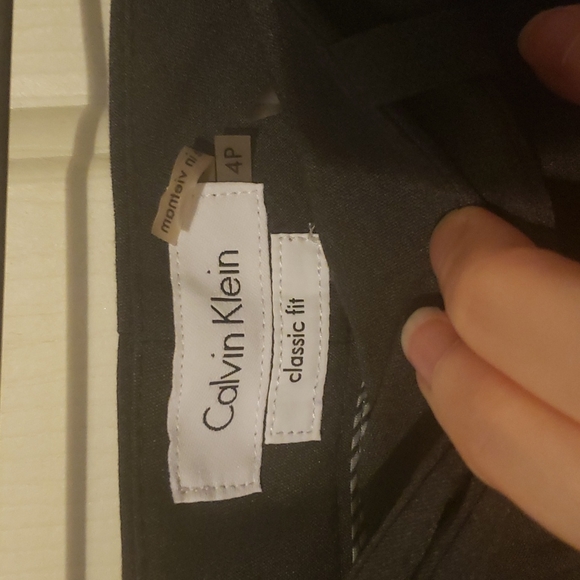 4P
Calvin Klein
classic fit